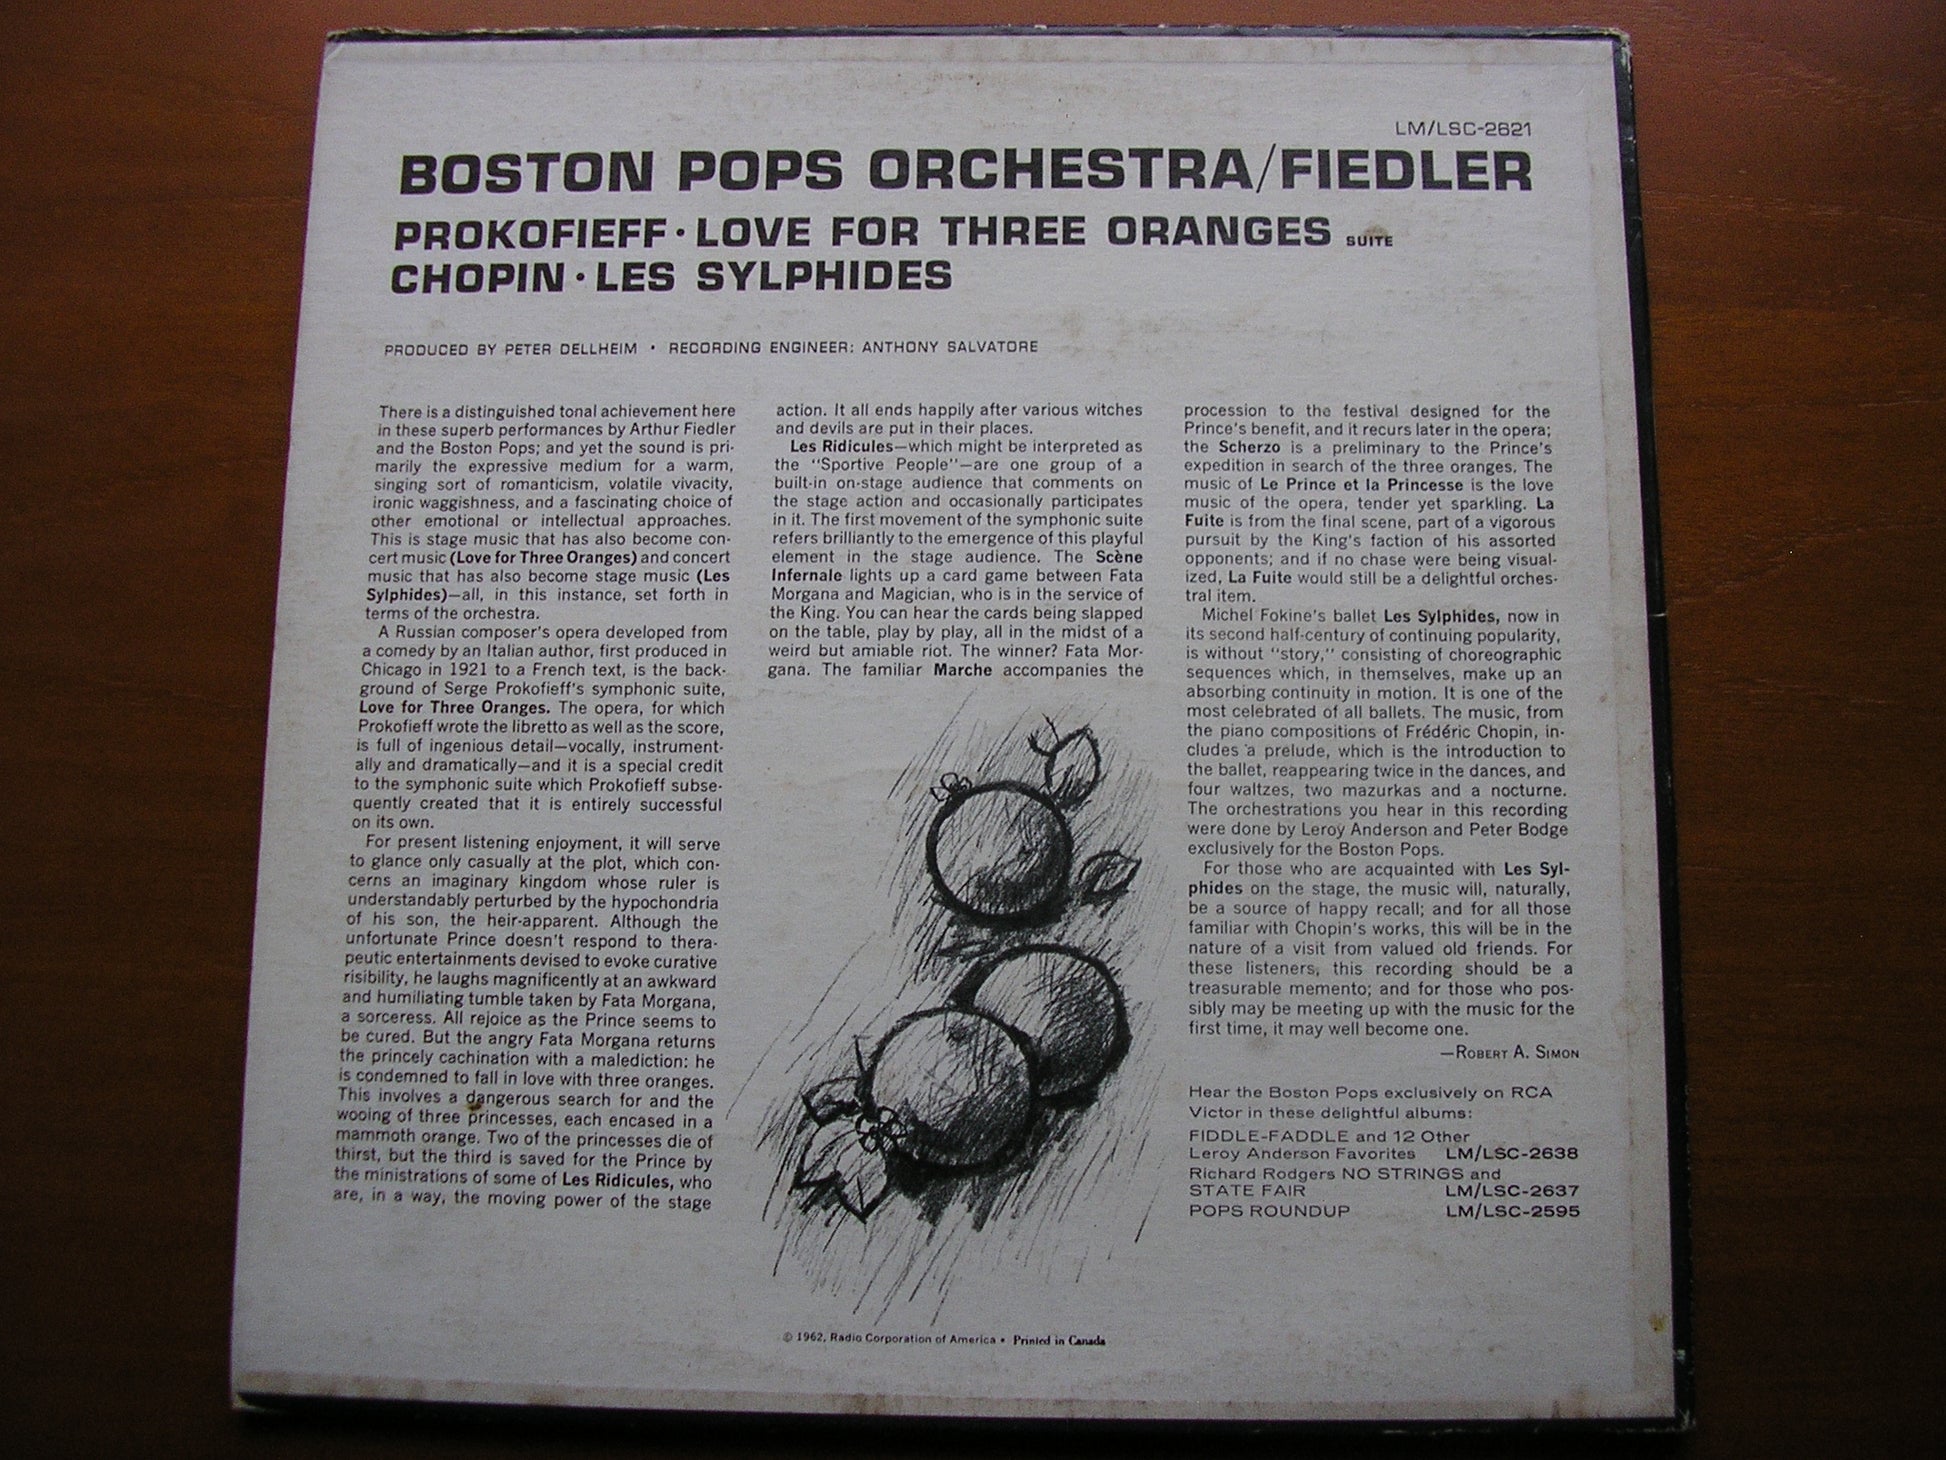 LM/LSC-2621
BOSTON POPS ORCHESTRA/FIEDLER
PROKOFIEFF · LOVE FOR THREE ORANGES SUITE
CHOPIN · LES SYLPHIDES
PRODUCED BY PETER DELLHEIM • RECORDING ENGINEER: ANTHONY SALVATORE
There is a distinguished tonal achievement here
in these superb performances by Arthur Fiedler
and the Boston Pops; and yet the sound is pri-
marily the expressive medium for a warm,
singing sort of romanticism, volatile vivacity,
ironic waggishness, and a fascinating choice of
other emotional or intellectual approaches.
This is stage music that has also become con-
cert music (Love for Three Oranges) and concert
music that has also become stage music (Les
Sylphides)—all, in this instance, set forth in
terms of the orchestra.
A Russian composer's opera developed from
a comedy by an Italian author, first produced in
Chicago in 1921 to a French text, is the back-
ground of Serge Prokofieff's symphonic suite,
Love for Three Oranges. The opera, for which
Prokofieff wrote the libretto as well as the score,
is full of ingenious detail—vocally, instrument-
ally and dramatically—and it is a special credit
to the symphonic suite which Prokofieff subse-
quently created that it is entirely successful
on its own.
For present listening enjoyment, it will serve
to glance only casually at the plot, which con-
cerns an imaginary kingdom whose ruler is
understandably perturbed by the hypochondria
of his son, the heir-apparent. Although the
unfortunate Prince doesn't respond to thera-
peutic entertainments devised to evoke curative
risibility, he laughs magnificently at an awkward
and humiliating tumble taken by Fata Morgana,
a sorceress. All rejoice as the Prince seems to
be cured. But the angry Fata Morgana returns
the princely cachination with a malediction: he
is condemned to fall in love with three oranges.
This involves a dangerous search for and the
wooing of three princesses, each encased in a
mammoth orange. Two of the princesses die of
thirst, but the third is saved for the Prince by
the ministrations of some of Les Ridicules, who
are, in a way, the moving power of the stage
action. It all ends happily after various witches
and devils are put in their places.
Les Ridicules—which might be interpreted as
the "Sportive People"—are one group of a
built-in on-stage audience that comments on
the stage action and occasionally participates
in it. The first movement of the symphonic suite
refers brilliantly to the emergence of this playful
element in the stage audience. The Scène
Infernale lights up a card game between Fata
Morgana and Magician, who is in the service of
the King. You can hear the cards being slapped
on the table, play by play, all in the midst of a
weird but amiable riot. The winner? Fata Mor-
gana. The familiar Marche accompanies the
procession to the festival designed for the
Prince's benefit, and it recurs later in the opera;
the Scherzo is a preliminary to the Prince's
expedition in search of the three oranges. The
music of Le Prince et la Princesse is the love
music of the opera, tender yet sparkling. La
Fuite is from the final scene, part of a vigorous
pursuit by the King's faction of his assorted
opponents; and if no chase were being visual-
ized, La Fuite would still be a delightful orches-
tral item.
Michel Fokine's ballet Les Sylphides, now in
its second half-century of continuing popularity,
is without "story," consisting of choreographic
sequences which, in themselves, make up an
absorbing continuity in motion. It is one of the
most celebrated of all ballets. The music, from
the piano compositions of Frédéric Chopin, in-
cludes a prelude, which is the introduction to
the ballet, reappearing twice in the dances, and
four waltzes, two mazurkas and a nocturne.
The orchestrations you hear in this recording
were done by Leroy Anderson and Peter Bodge
exclusively for the Boston Pops.
For those who are acquainted with Les Syl-
phides on the stage, the music will, naturally,
be a source of happy recall; and for all those
familiar with Chopin's works, this will be in the
nature of a visit from valued old friends. For
these listeners, this recording should be a
treasurable memento; and for those who pos-
sibly may be meeting up with the music for the
first time, it may well become one.
—ROBERT A. SIMON
Hear the Boston Pops exclusively on RCA
Victor in these delightful albums:
FIDDLE-FADDLE and 12 Other
Leroy Anderson Favorites LM/LSC-2638
Richard Rodgers NO STRINGS and
STATE FAIR LM/LSC-2637
POPS ROUNDUP LM/LSC-2595
© 1962, Radio Corporation of America • Printed in Canada